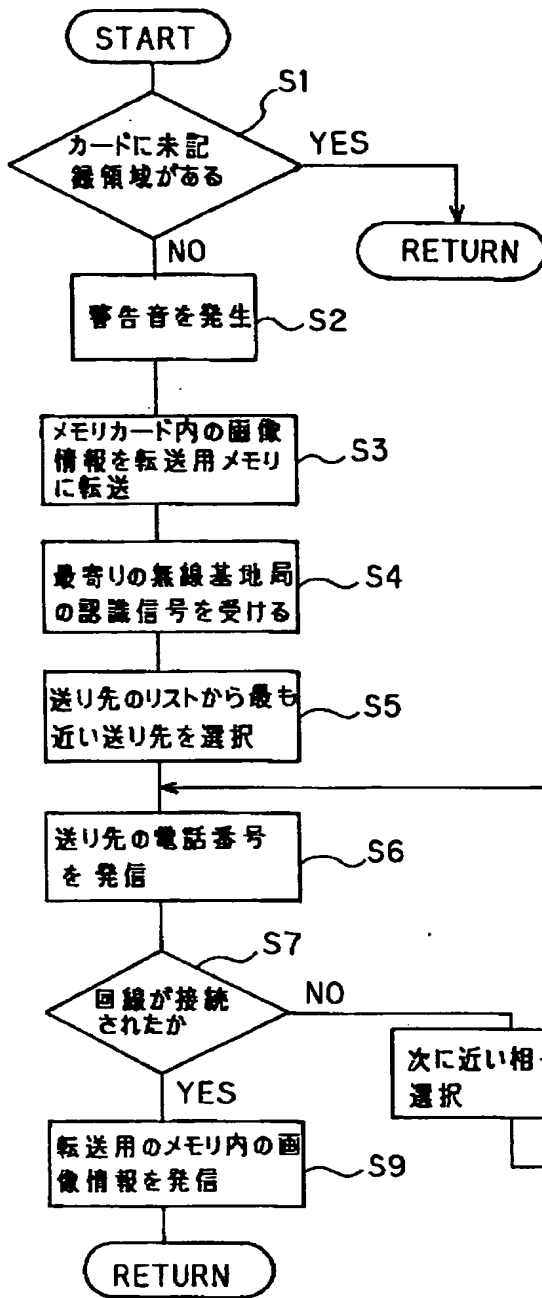 START
S1
カードに未記
録領域がある
YES
RETURN
NO
警告音を発生
S2
メモリカード内の画像
情報を転送用メモリ
に転送
S3
最寄りの無線基地局
の認識信号を受ける
S4
送り先のリストから最も
近い送り先を選択
S5
送り先の電話番号
を発信
S6
S7
回線が接続
されたか
NO
次に近い相
選択
YES
転送用のメモリ内の画
像情報を発信
S9
RETURN